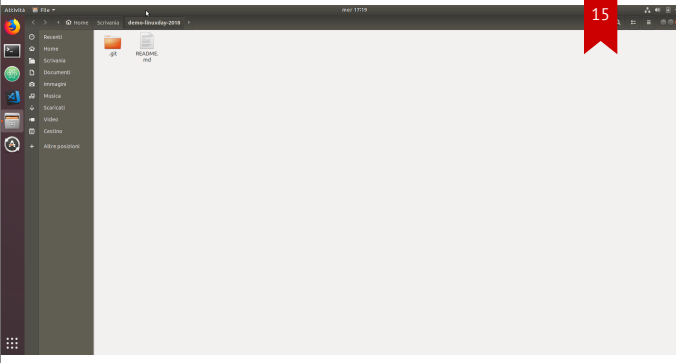 Attività File mer 17:19
15
Home Scrivania demo-linuxday-2018
Recenti
Home
Scrivania
Documenti
Immagini
Musica
Scaricati
Video
Cestino
Altre posizioni
.git
README.
md